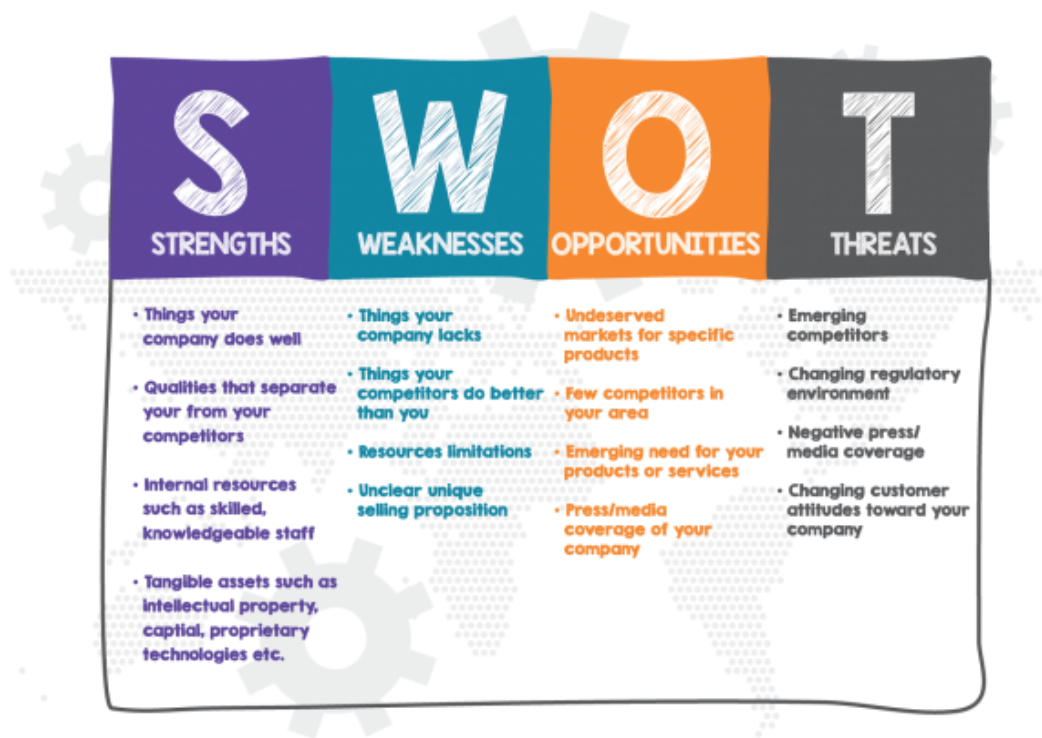 S
STRENGTHS
• Things your
company does well
• Qualities that separate
your from your
competitors
• Internal resources
such as skilled,
knowledgeable staff
• Tangible assets such as
intellectual property,
captial, proprietary
technologies etc.
W
WEAKNESSES
• Things your
company lacks
• Things your
competitors do better
than you
• Resources limitations
• Unclear unique
selling proposition
O
OPPORTUNITIES
• Undeserved
markets for specific
products
• Few competitors in
your area
• Emerging need for your
products or services
• Press/media
coverage of your
company
T
THREATS
• Emerging
competitors
• Changing regulatory
environment
• Negative press/
media coverage
• Changing customer
attitudes toward your
company